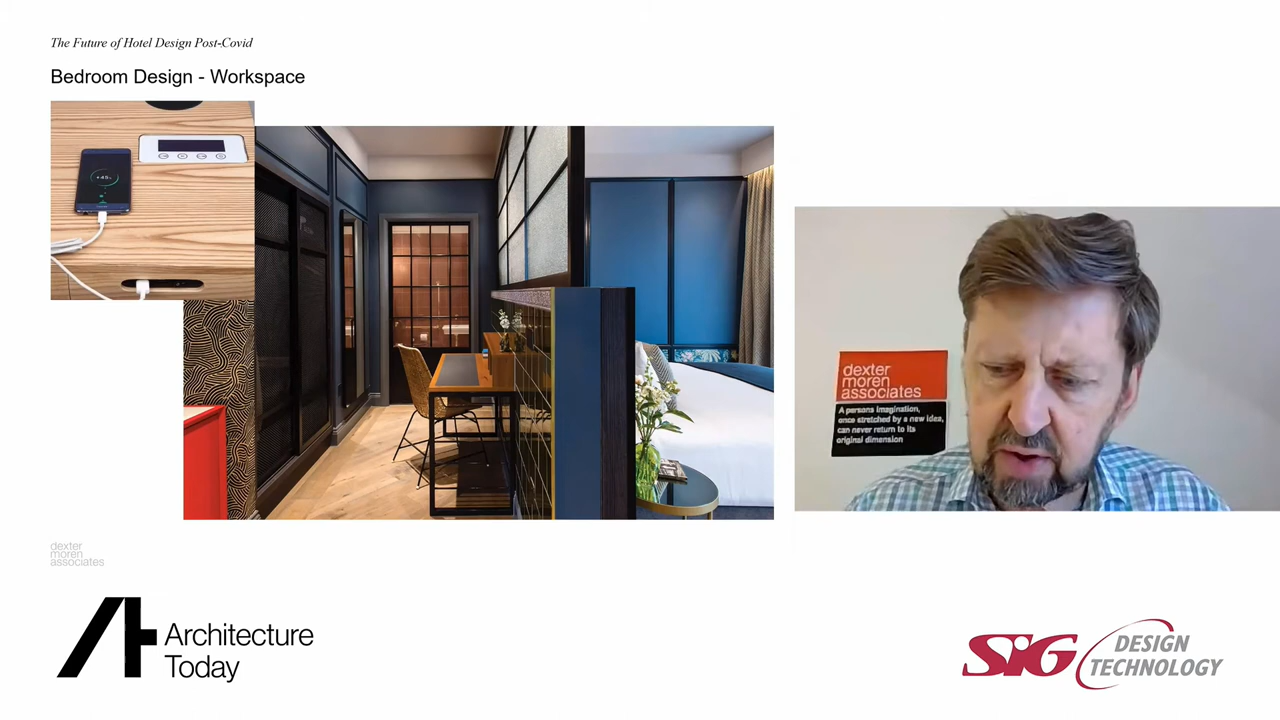 The Future of Hotel Design Post-Covid
Bedroom Design - Workspace
dexter
moren
associates
A persons imagination,
once stretched by a new idea,
can never return to its
original dimension
dexter
moren
associates
Architecture
Today
SIG DESIGN
TECHNOLOGY